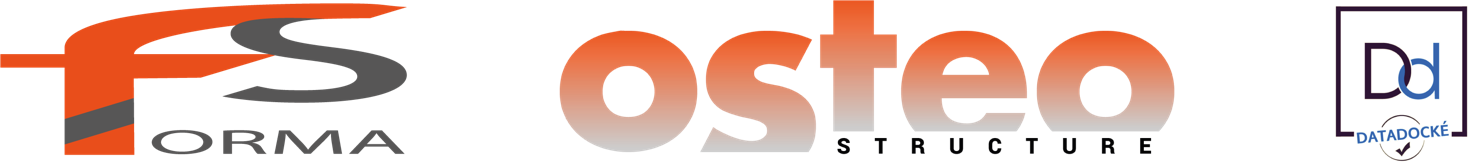 FS
ORMA
osteo
STRUCTURE
Dd
DATADOCKÉ